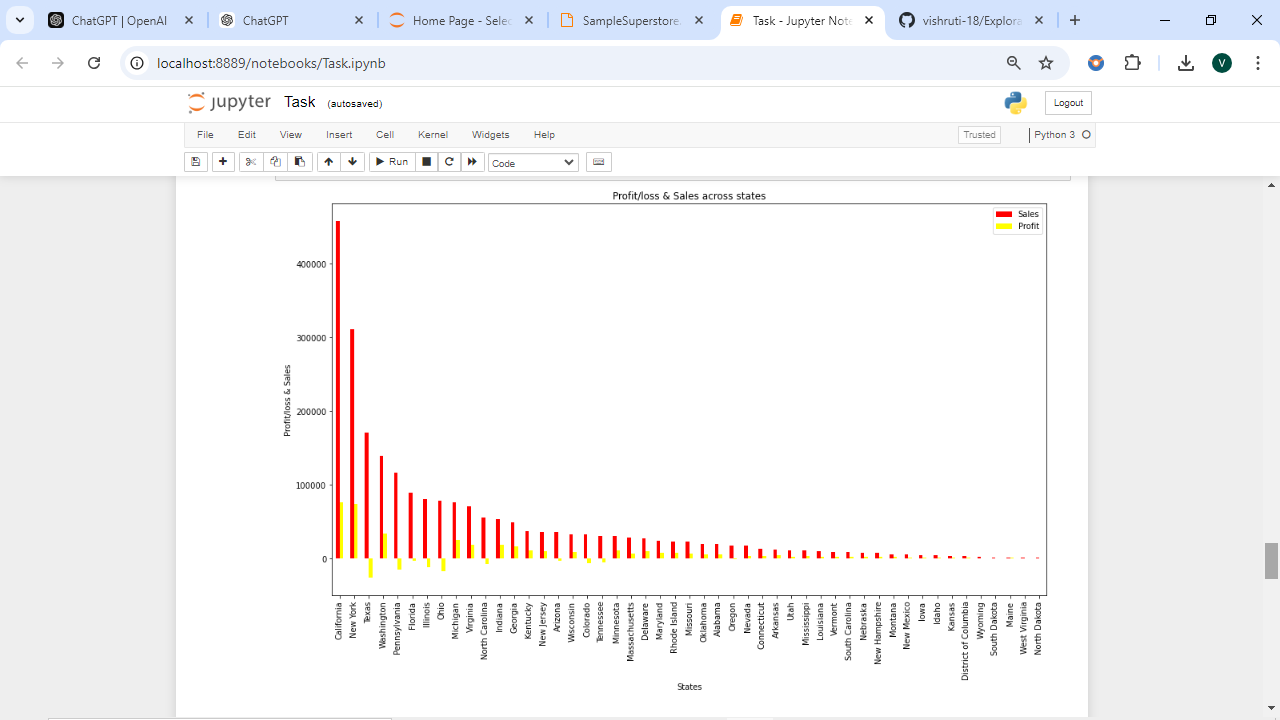 ChatGPT | OpenAI
ChatGPT
Home Page - Selec
SampleSuperstore.
Task - Jupyter Note
vishruti-18/Explora
localhost:8889/notebooks/Task.ipynb
V
jupyter Task (autosaved)
Logout
File Edit View Insert Cell Kernel Widgets Help
Trusted
Python 3
Run
Code
Profit/loss & Sales across states
Sales
Profit
400000
300000
200000
100000
0
Profit/loss & Sales
California
New York
Texas
Washington
Pennsylvania
Florida
Illinois
Ohio
Michigan
Virginia
North Carolina
Indiana
Georgia
Kentucky
New Jersey
Arizona
Wisconsin
Colorado
Tennessee
Minnesota
Massachusetts
Delaware
Maryland
Rhode Island
Missouri
Oklahoma
Alabama
Oregon
Nevada
Connecticut
Arkansas
Utah
Mississippi
Louisiana
Vermont
South Carolina
Nebraska
New Hampshire
Montana
New Mexico
Iowa
Idaho
Kansas
District of Columbia
Wyoming
South Dakota
Maine
West Virginia
North Dakota
States